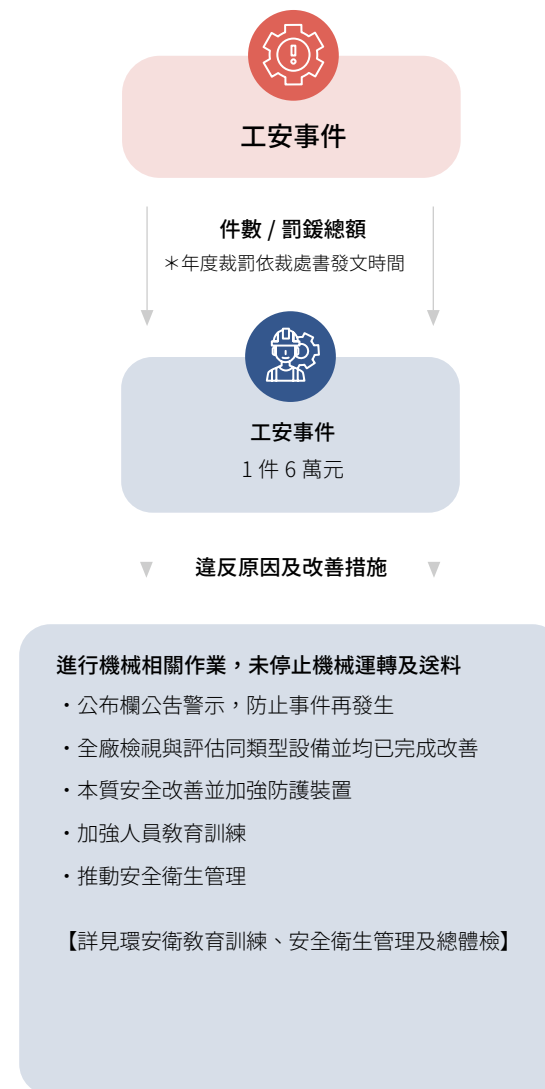 工安事件
件數 / 罰鍰總額
＊年度裁罰依裁處書發文時間
工安事件
1 件 6 萬元
違反原因及改善措施
進行機械相關作業，未停止機械運轉及送料
・公布欄公告警示，防止事件再發生
・全廠檢視與評估同類型設備並均已完成改善
・本質安全改善並加強防護裝置
・加強人員教育訓練
・推動安全衛生管理
【詳見環安衛教育訓練、安全衛生管理及總體檢】